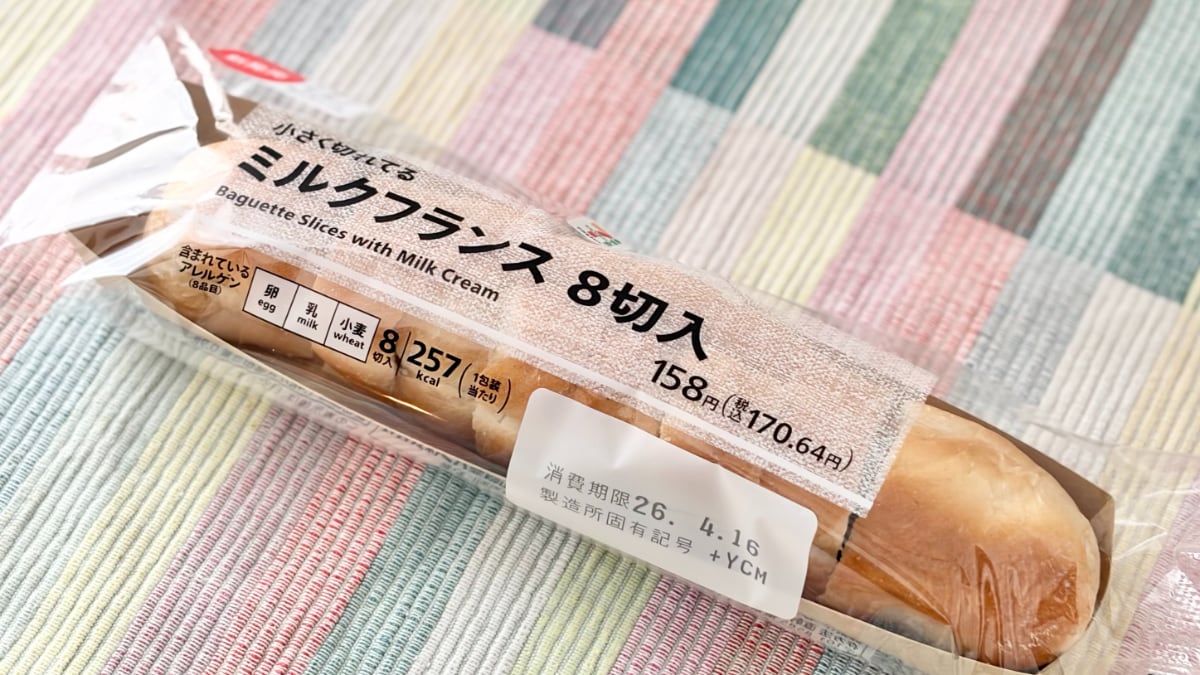 小さく切れてる
ミルクフランス 8切入
Baguette Slices with Milk Cream
158円(税込170.64円)
含まれている
アレルゲン
(8品目)
卵 egg
乳 milk
小麦 wheat
8切入
257kcal(1包装当たり)
消費期限26. 4.16
製造所固有記号 +YCM